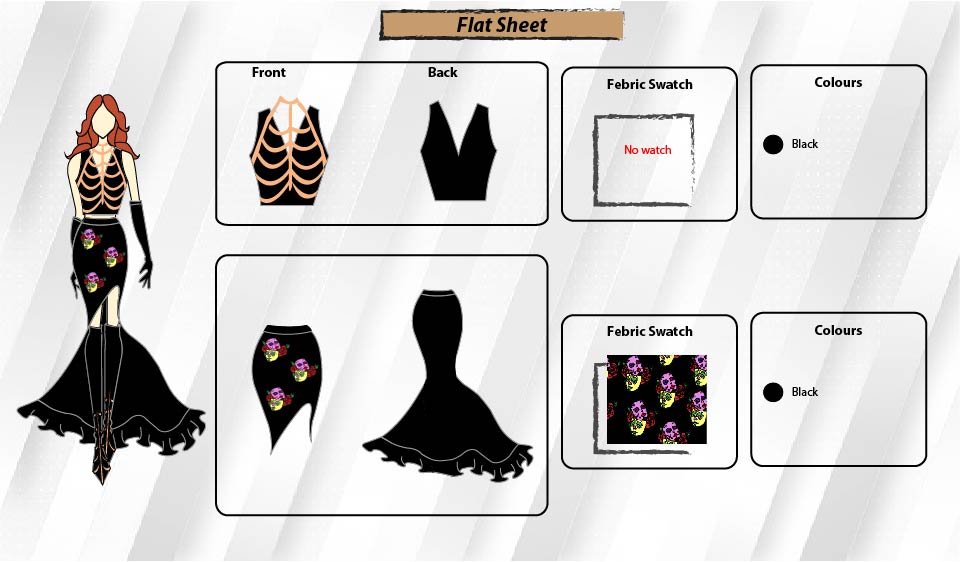 Flat Sheet
Front
Back
Febric Swatch
No watch
Colours
Black
Febric Swatch
Colours
Black